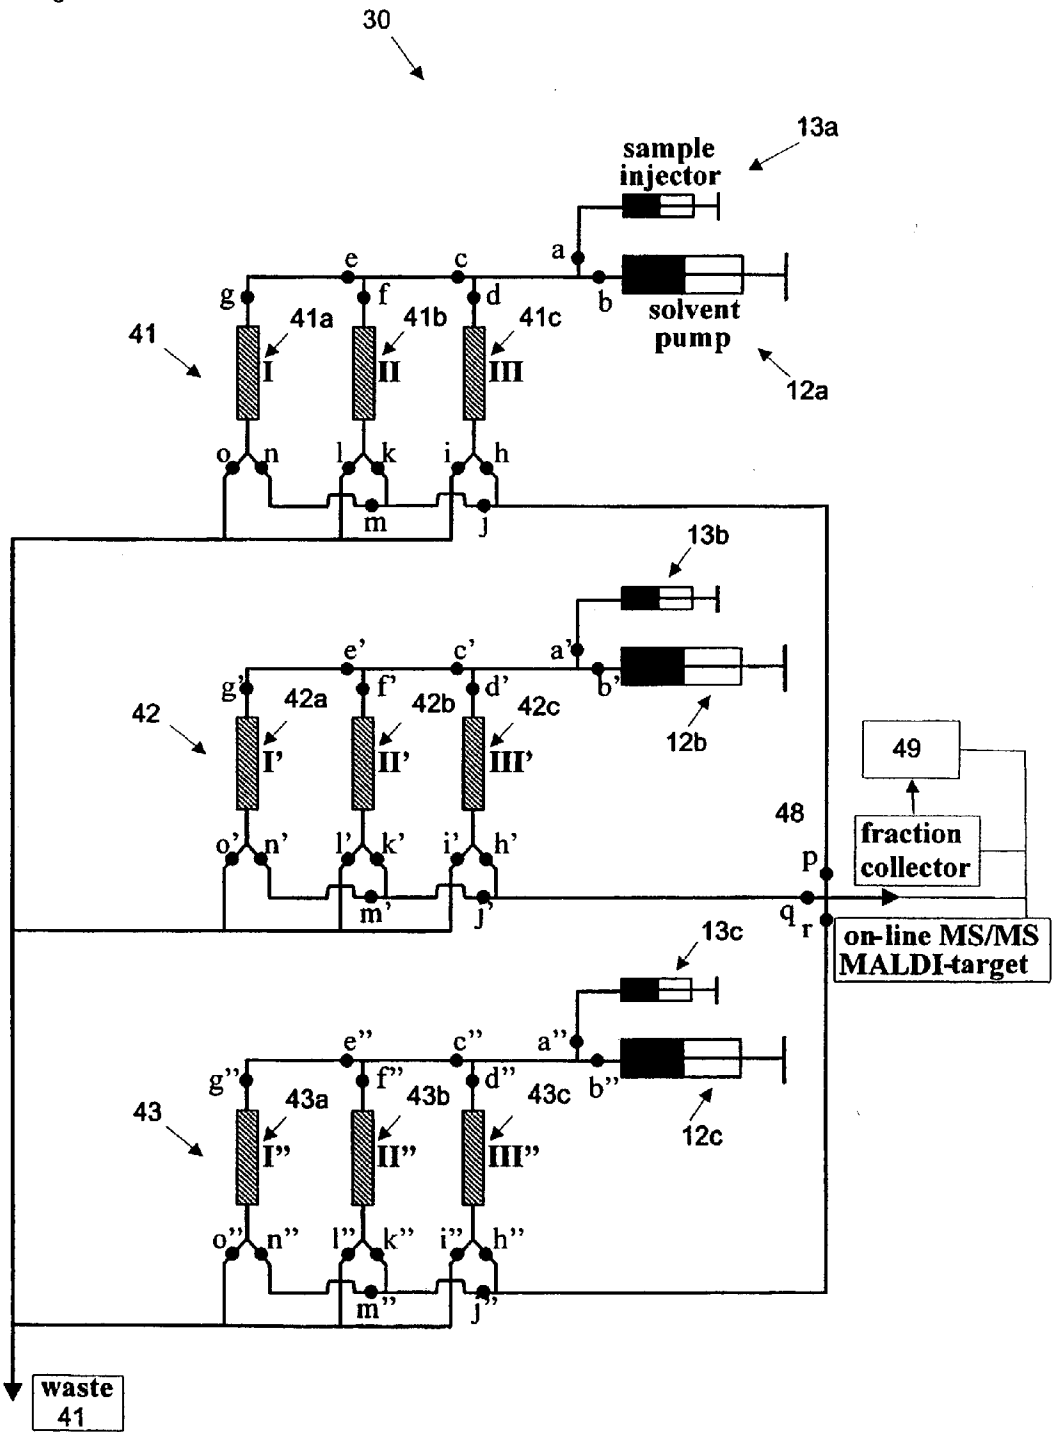 30
13a
sample
injector
a
e
c
g
f
d
b
solvent
pump
41
41a
41b
41c
I
II
III
12a
o
n
l
k
i
h
m
j
13b
e'
c'
a'
g'
f'
d'
b'
42
42a
42b
42c
I'
II'
III'
12b
49
48
o'
n'
l'
k'
i'
h'
p
fraction
collector
m'
j'
q
r
on-line MS/MS
MALDI-target
13c
e''
c''
a''
g''
f''
d''
b''
43
43a
43b
43c
I''
II''
III''
12c
o''
n''
l''
k''
i''
h''
m''
j''
waste
41